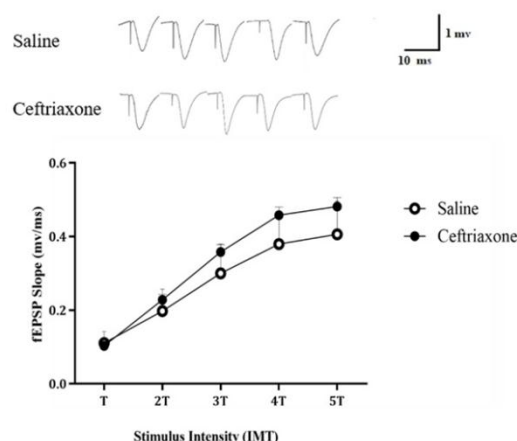 Saline
1 mv
10 ms
Ceftriaxone
0.6
0.4
0.2
0.0
fEPSP Slope (mv/ms)
Saline
Ceftriaxone
T 2T 3T 4T 5T
Stimulus Intensity (IMT)